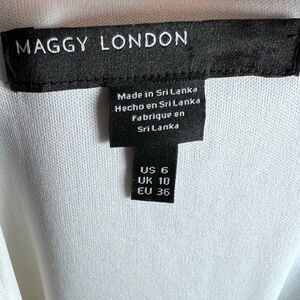 MAGGY LONDON
Made in Sri Lanka
Hecho en Sri Lanka
Fabrique en
Sri Lanka
US 6
UK 10
EU 36